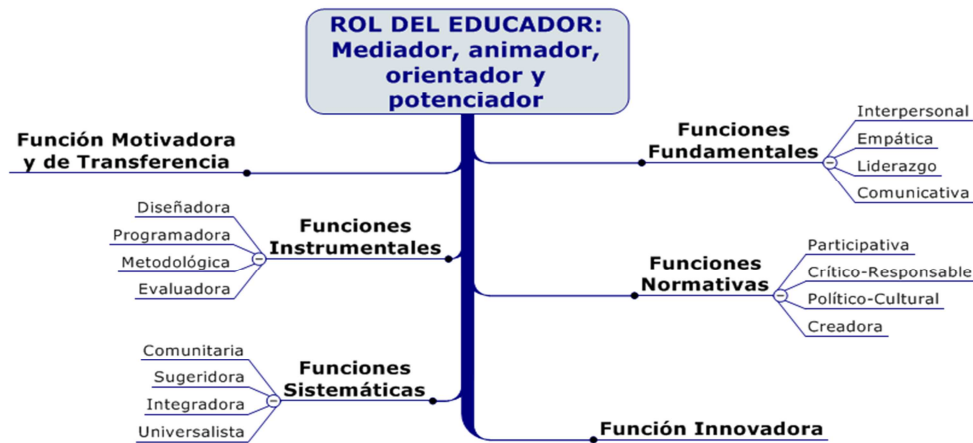 ROL DEL EDUCADOR:
Mediador, animador,
orientador y
potenciador
Función Motivadora
y de Transferencia
Funciones
Instrumentales
Diseñadora
Programadora
Metodológica
Evaluadora
Funciones
Sistemáticas
Comunitaria
Sugeridora
Integradora
Universalista
Funciones
Fundamentales
Interpersonal
Empática
Liderazgo
Comunicativa
Funciones
Normativas
Participativa
Crítico-Responsable
Político-Cultural
Creadora
Función Innovadora